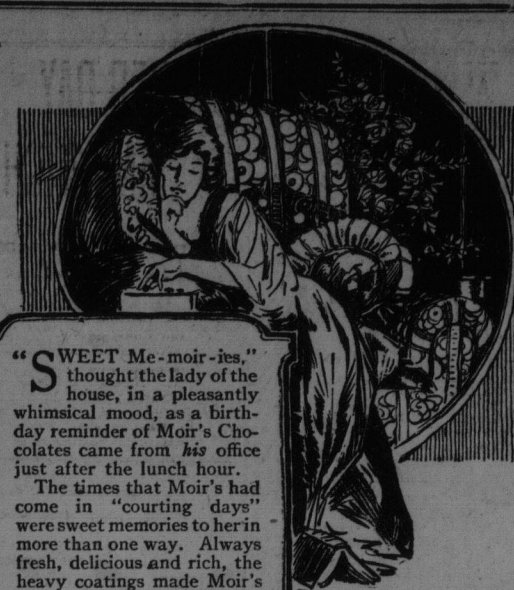 "SWEET Me-moir-ies,"
thought the lady of the
house, in a pleasantly
whimsical mood, as a birth-
day reminder of Moir's Cho-
colates came from his office
just after the lunch hour.
The times that Moir's had
come in "courting days"
were sweet memories to her in
more than one way. Always
fresh, delicious and rich, the
heavy coatings made Moir's